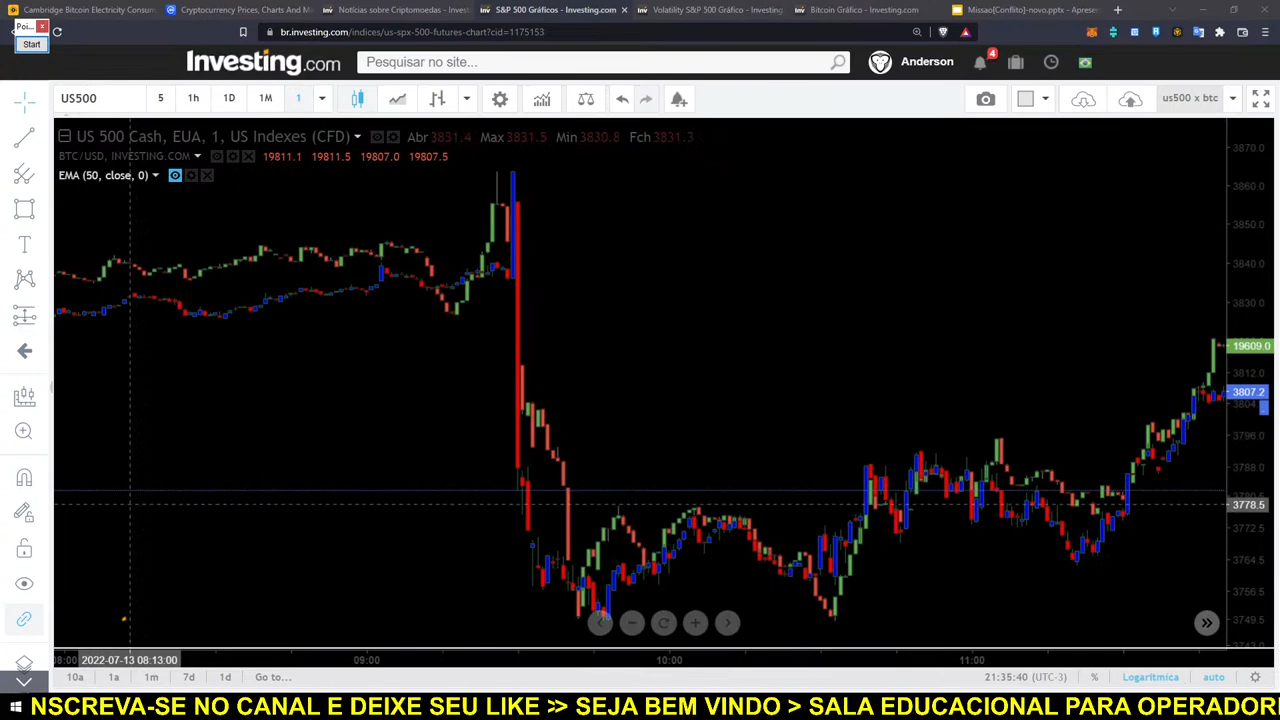 Cambridge Bitcoin Electricity Consum
Cryptocurrency Prices, Charts And M
Notícias sobre Criptomoedas - Invest
S&P 500 Gráficos - Investing.com
Volatility S&P 500 Gráfico - Investing
Bitcoin Gráfico - Investing.com
Missao[Conflito]-novo.pptx - Aprese
Poi...
Start
br.investing.com/indices/us-spx-500-futures-chart?cid=1175153
Investing.com
Pesquisar no site...
Anderson
4
US500
5
1h
1D
1M
1
us500 x btc
US 500 Cash, EUA, 1, US Indexes (CFD)
Abr 3831.4 Max 3831.5 Min 3830.8 Fch 3831.3
BTC/USD, INVESTING.COM
19811.1 19811.5 19807.0 19807.5
EMA (50, close, 0)
3870.0
3860.0
3850.0
3840.0
3830.0
19609.0
3812.0
3807.2
3796.0
3788.0
3778.5
3772.5
3764.5
3756.5
3749.5
2022-07-13 08:13:00
09:00
10:00
11:00
10a
1a
1m
7d
1d
Go to...
21:35:40 (UTC-3)
%
Logarítmica
auto
NSCREVA-SE NO CANAL E DEIXE SEU LIKE >> SEJA BEM VINDO > SALA EDUCACIONAL PARA OPERADOR